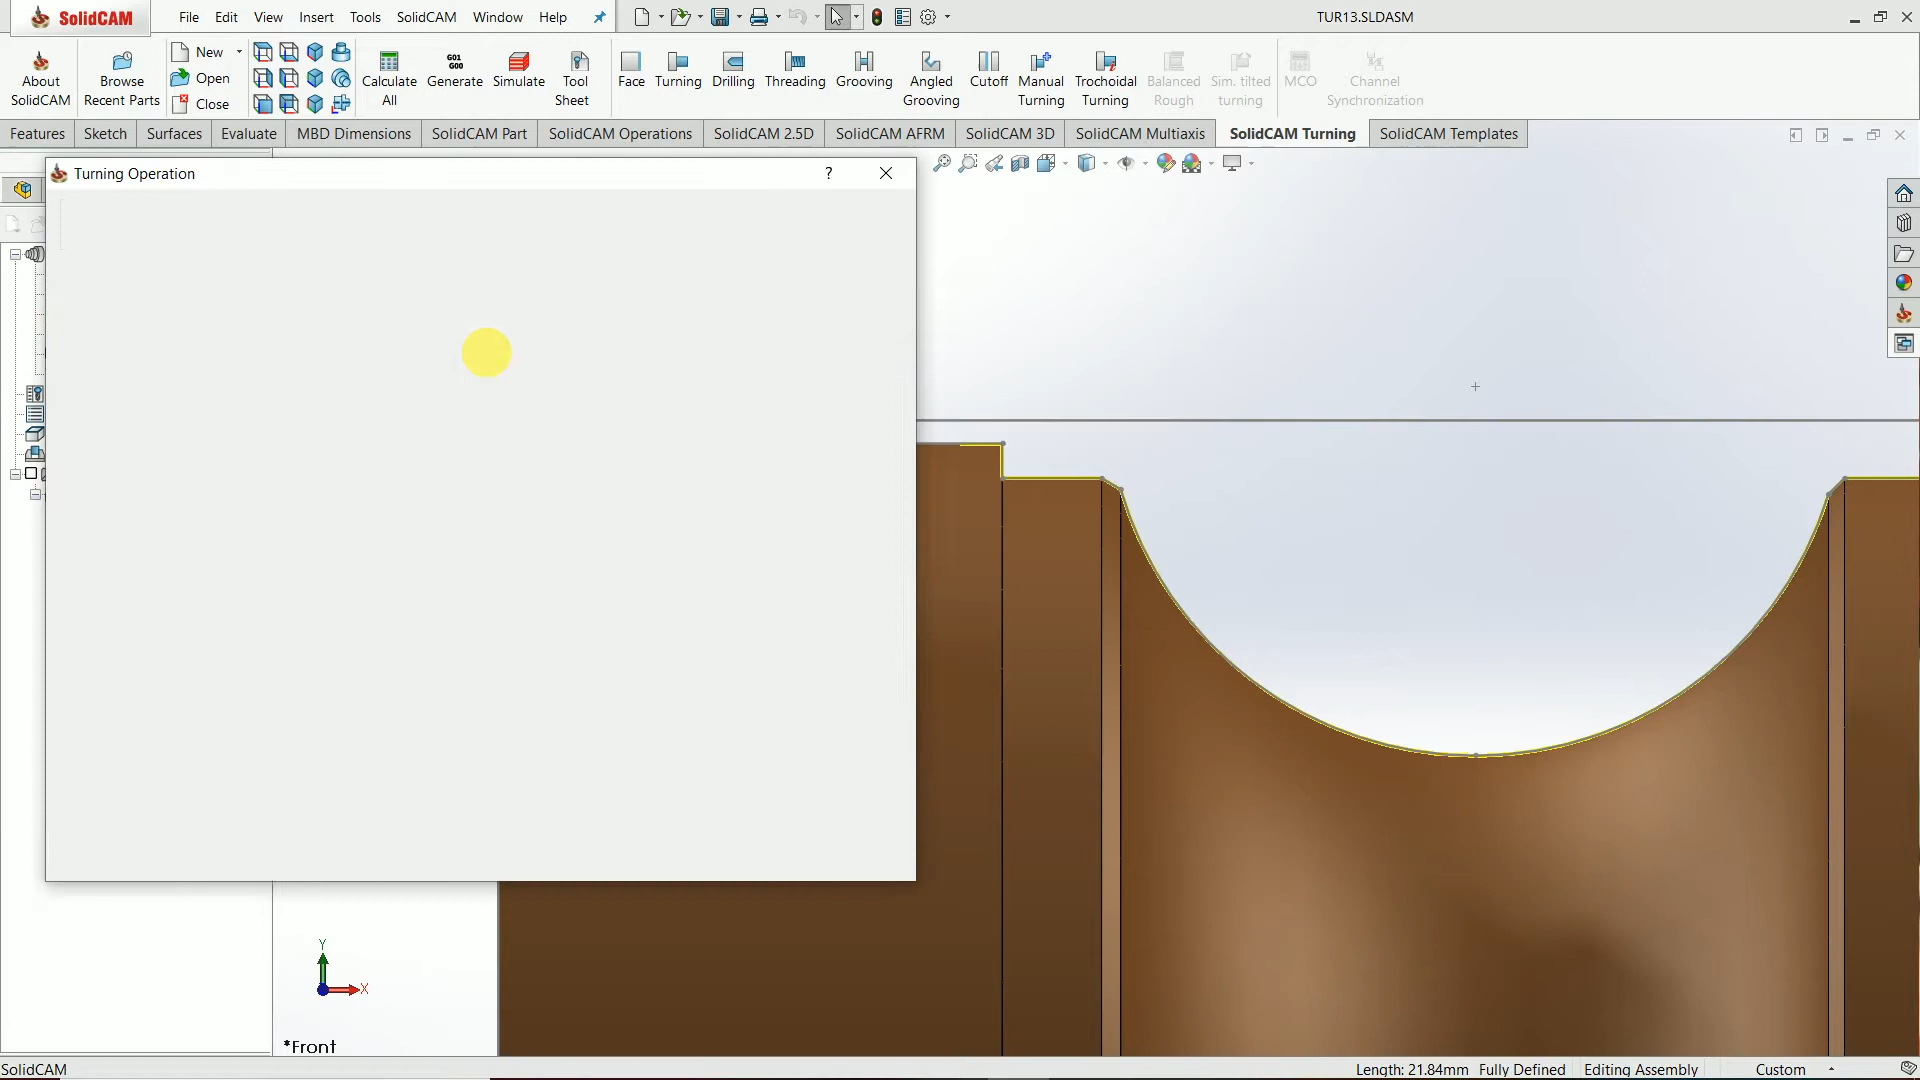 SolidCAM File Edit View Insert Tools SolidCAM Window Help TUR13.SLDASM
About SolidCAM
Browse Recent Parts
New
Open
Close
Calculate All
G01 G00
Generate
Simulate
Tool Sheet
Face
Turning
Drilling
Threading
Grooving
Angled Grooving
Cutoff
Manual Turning
Trochoidal Turning
Balanced Rough
Sim. tilted turning
MCO
Channel Synchronization
Features Sketch Surfaces Evaluate MBD Dimensions SolidCAM Part SolidCAM Operations SolidCAM 2.5D SolidCAM AFRM SolidCAM 3D SolidCAM Multiaxis SolidCAM Turning SolidCAM Templates
Turning Operation ?
Y
X
*Front
SolidCAM Length: 21.84mm Fully Defined Editing Assembly Custom